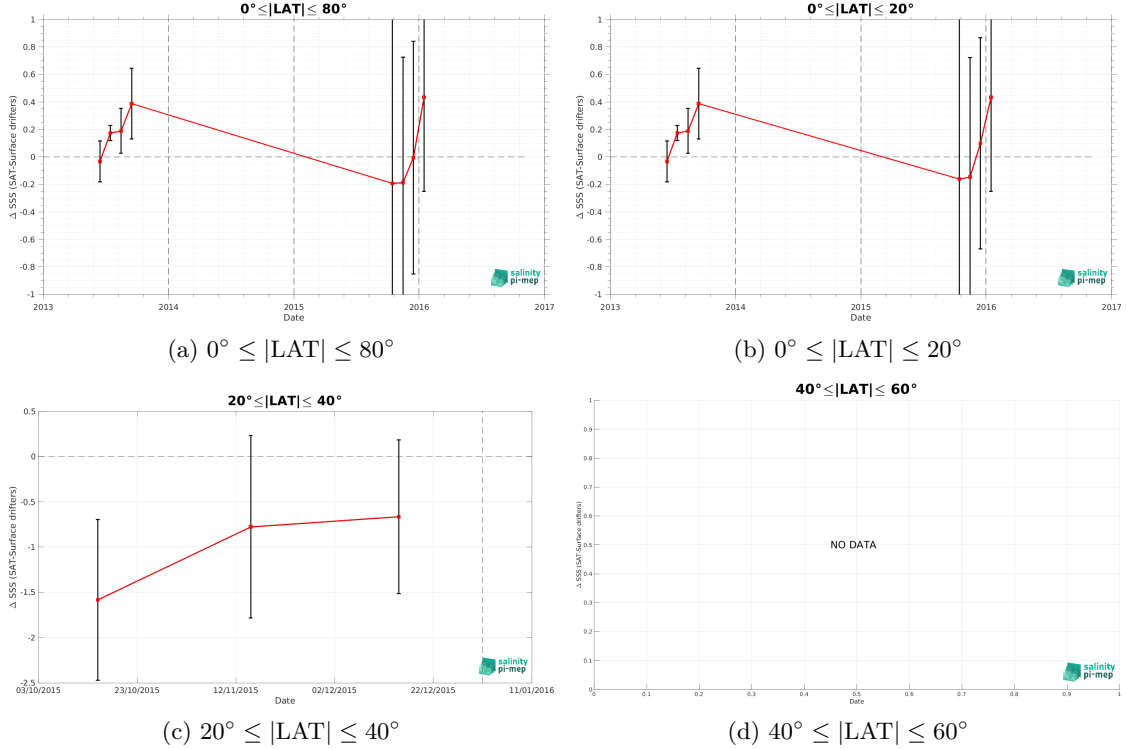 0°≤|LAT|≤ 80°
1
0.8
0.6
0.4
0.2
0
-0.2
-0.4
-0.6
-0.8
-1
Δ SSS (SAT-Surface drifters)
2013
2014
2015
2016
2017
Date
salinity
pi-mep
(a) 0° ≤ |LAT| ≤ 80°
0°≤|LAT|≤ 20°
1
0.8
0.6
0.4
0.2
0
-0.2
-0.4
-0.6
-0.8
-1
Δ SSS (SAT-Surface drifters)
2013
2014
2015
2016
2017
Date
salinity
pi-mep
(b) 0° ≤ |LAT| ≤ 20°
20°≤|LAT|≤ 40°
0.5
0
-0.5
-1
-1.5
-2
-2.5
Δ SSS (SAT-Surface drifters)
03/10/2015
23/10/2015
12/11/2015
02/12/2015
22/12/2015
11/01/2016
Date
salinity
pi-mep
(c) 20° ≤ |LAT| ≤ 40°
40°≤|LAT|≤ 60°
1
0.9
0.8
0.7
0.6
0.5
0.4
0.3
0.2
0.1
0
Δ SSS (SAT-Surface drifters)
NO DATA
0
0.1
0.2
0.3
0.4
0.5
0.6
0.7
0.8
0.9
1
Date
salinity
pi-mep
(d) 40° ≤ |LAT| ≤ 60°